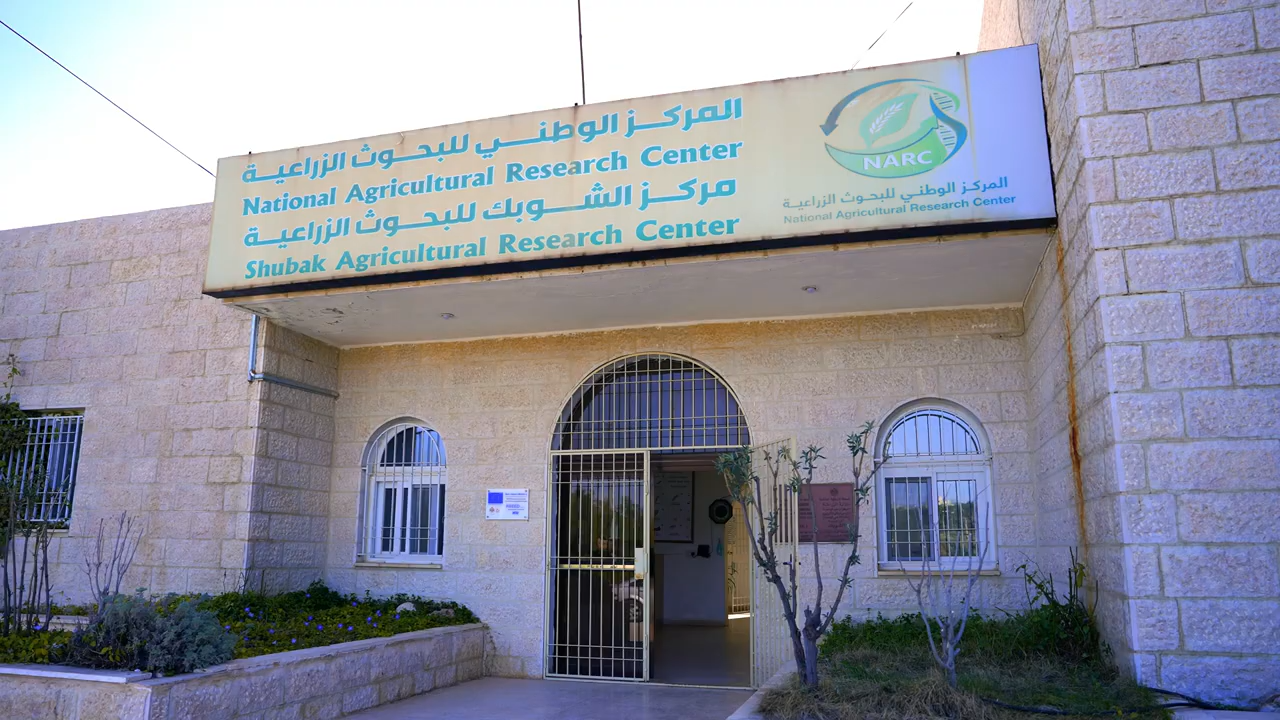 المركز الوطني للبحوث الزراعية
National Agricultural Research Center
مركز الشوبك للبحوث الزراعية
Shubak Agricultural Research Center
NARC
المركز الوطني للبحوث الزراعية
National Agricultural Research Center